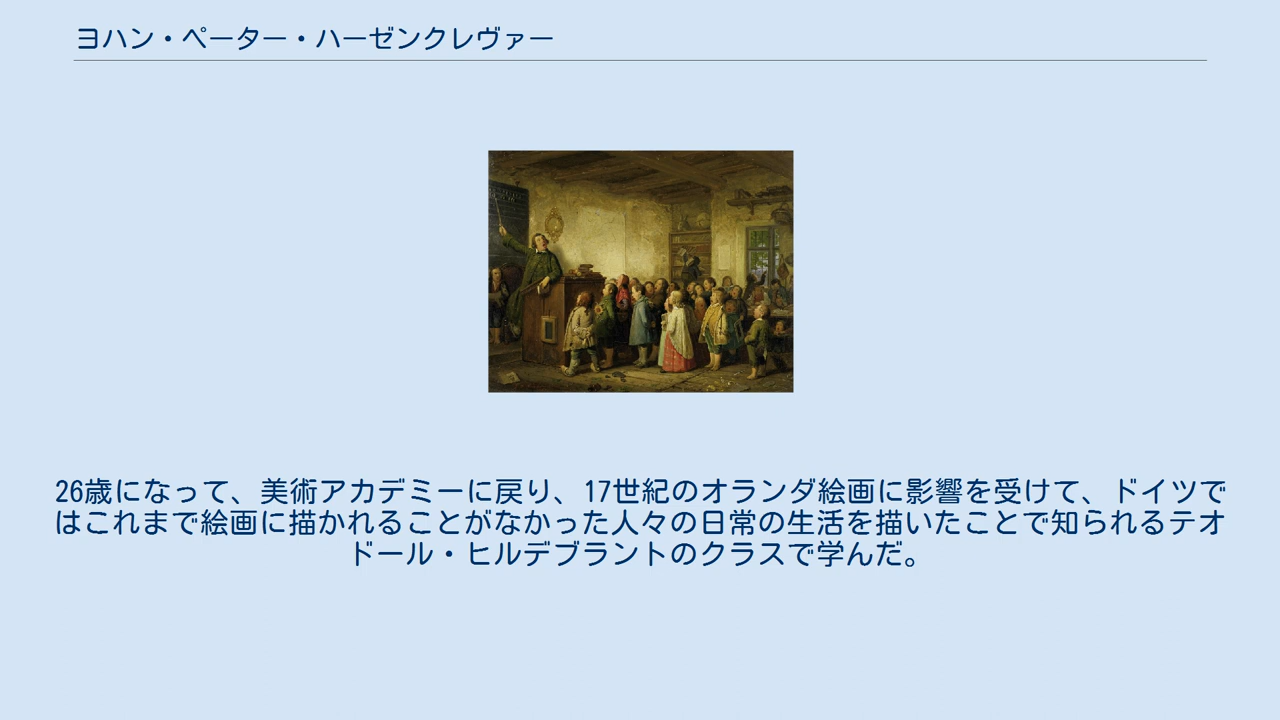 ヨハン・ペーター・ハーゼンクレヴァー
26歳になって、美術アカデミーに戻り、17世紀のオランダ絵画に影響を受けて、ドイツで
はこれまで絵画に描かれることがなかった人々の日常の生活を描いたことで知られるテオ
ドール・ヒルデブラントのクラスで学んだ。